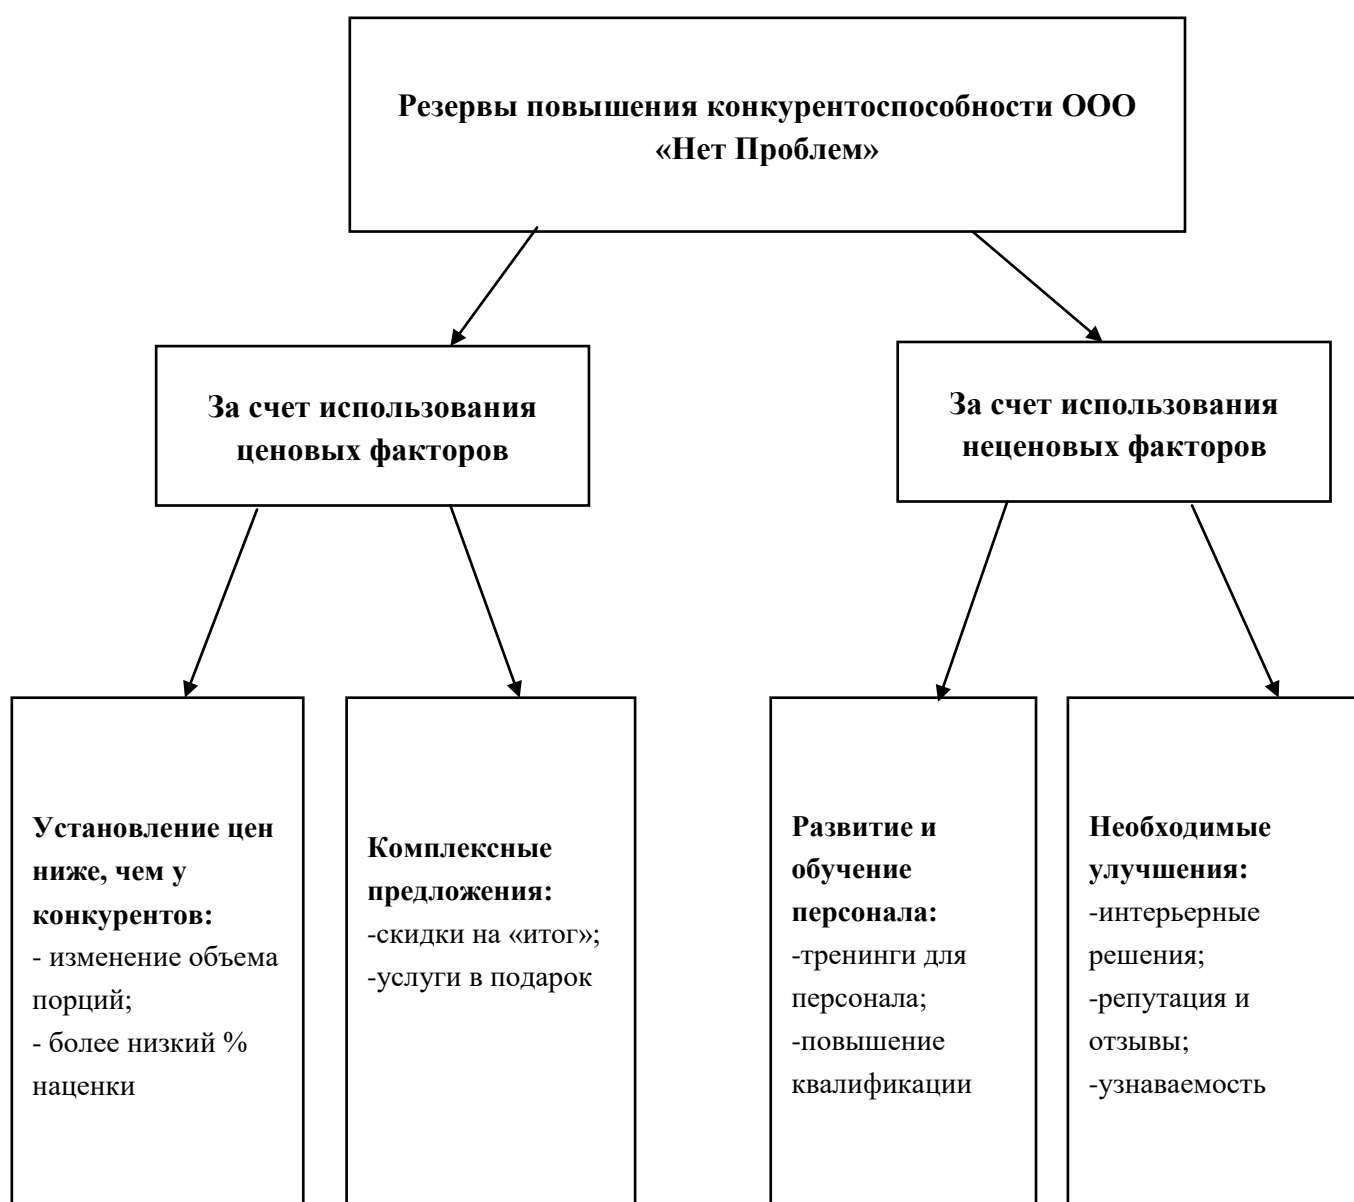 Резервы повышения конкурентоспособности ООО
«Нет Проблем»
За счет использования
ценовых факторов
За счет использования
неценовых факторов
Установление цен
ниже, чем у
конкурентов:
- изменение объема
порций;
- более низкий %
наценки
Комплексные
предложения:
-скидки на «итог»;
-услуги в подарок
Развитие и
обучение
персонала:
-тренинги для
персонала;
-повышение
квалификации
Необходимые
улучшения:
-интерьерные
решения;
-репутация и
отзывы;
-узнаваемость